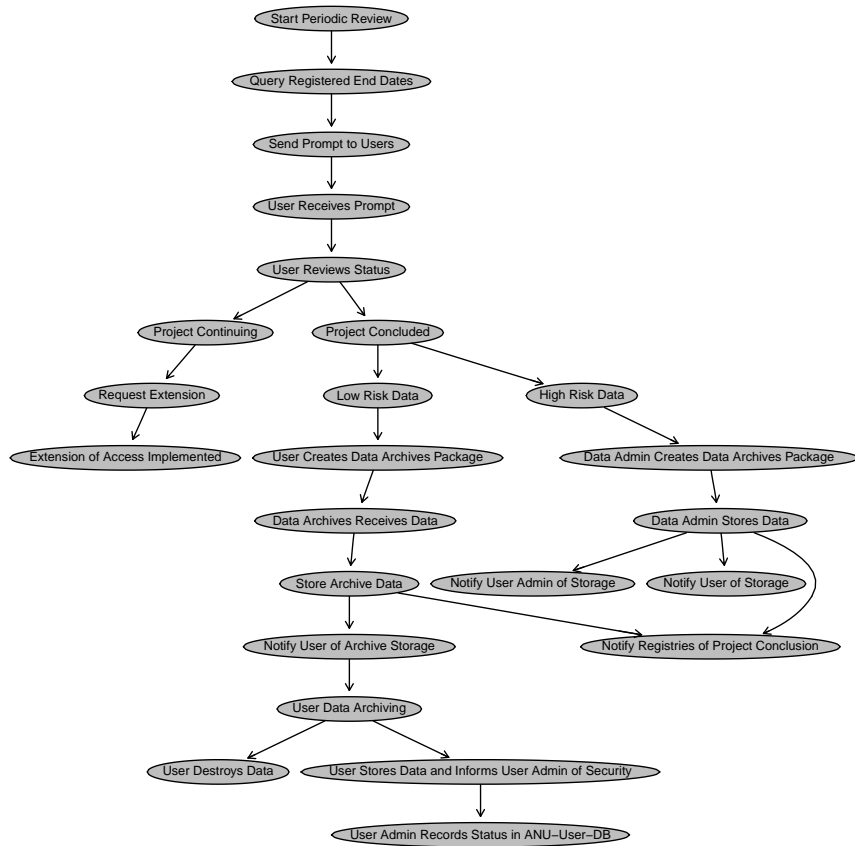 Start Periodic Review
Query Registered End Dates
Send Prompt to Users
User Receives Prompt
User Reviews Status
Project Continuing
Project Concluded
Request Extension
Low Risk Data
High Risk Data
Extension of Access Implemented
User Creates Data Archives Package
Data Admin Creates Data Archives Package
Data Archives Receives Data
Data Admin Stores Data
Store Archive Data
Notify User Admin of Storage
Notify User of Storage
Notify User of Archive Storage
Notify Registries of Project Conclusion
User Data Archiving
User Destroys Data
User Stores Data and Informs User Admin of Security
User Admin Records Status in ANU−User−DB